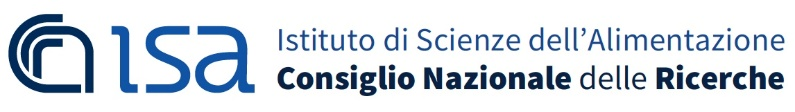 isa
Istituto di Scienze dell'Alimentazione
Consiglio Nazionale delle Ricerche